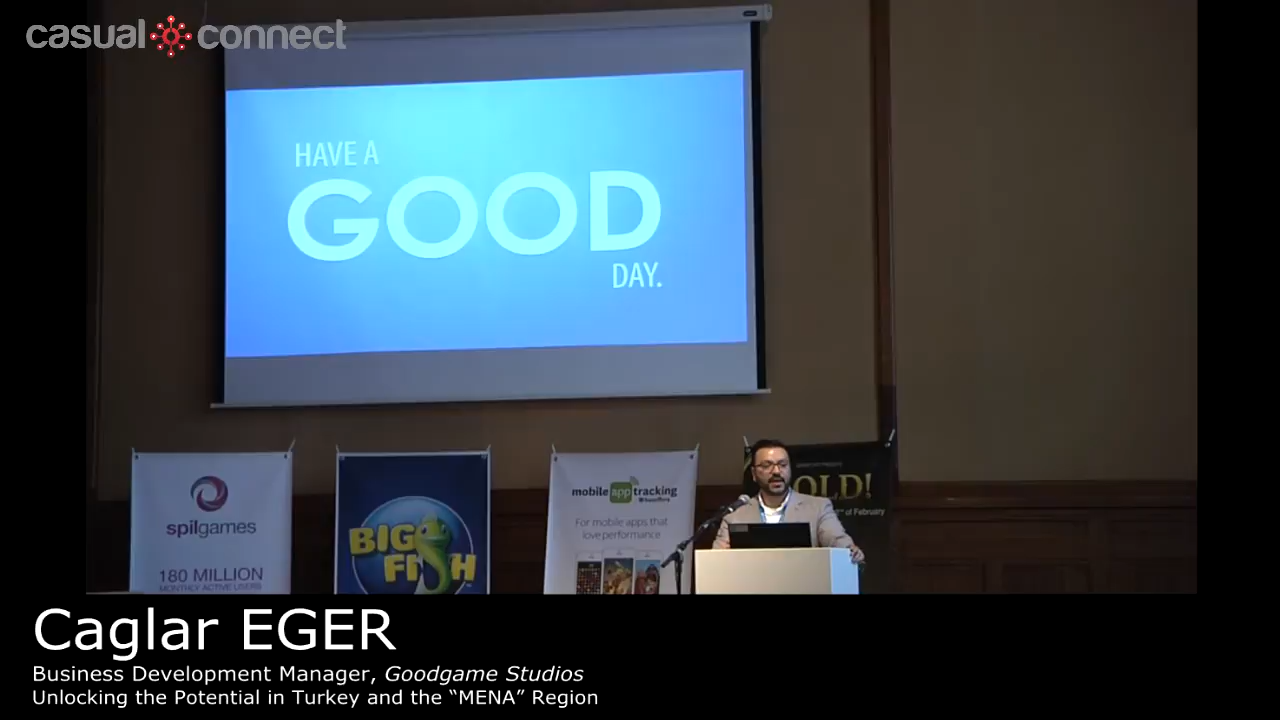 casual connect
HAVE A
GOOD
DAY.
spilgames
180 MILLION
MONTHLY ACTIVE USERS
BIG
FISH
mobile app tracking
For mobile apps that
love performance
OLD!
of February
Caglar EGER
Business Development Manager, Goodgame Studios
Unlocking the Potential in Turkey and the “MENA” Region